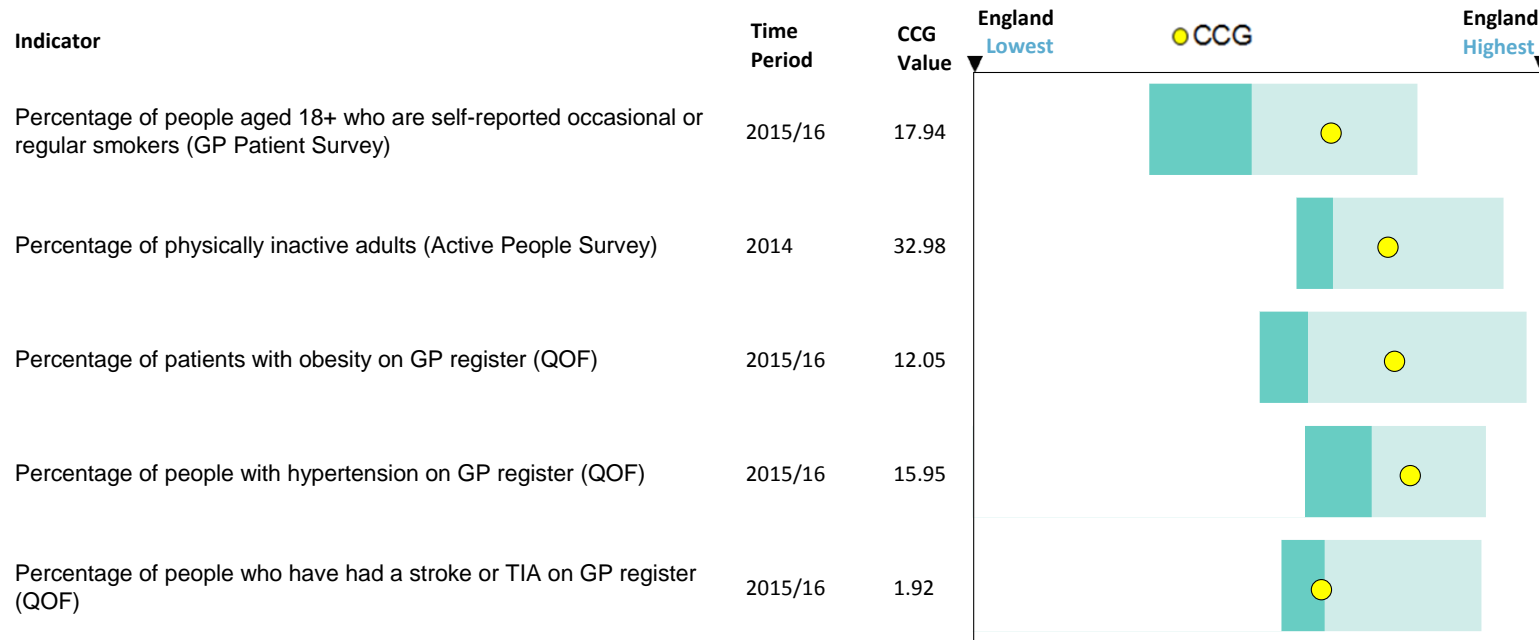 Indicator
Time
Period
CCG
Value
England
Lowest
CCG
England
Highest
Percentage of people aged 18+ who are self-reported occasional or
regular smokers (GP Patient Survey)
2015/16
17.94
Percentage of physically inactive adults (Active People Survey)
2014
32.98
Percentage of patients with obesity on GP register (QOF)
2015/16
12.05
Percentage of people with hypertension on GP register (QOF)
2015/16
15.95
Percentage of people who have had a stroke or TIA on GP register
(QOF)
2015/16
1.92